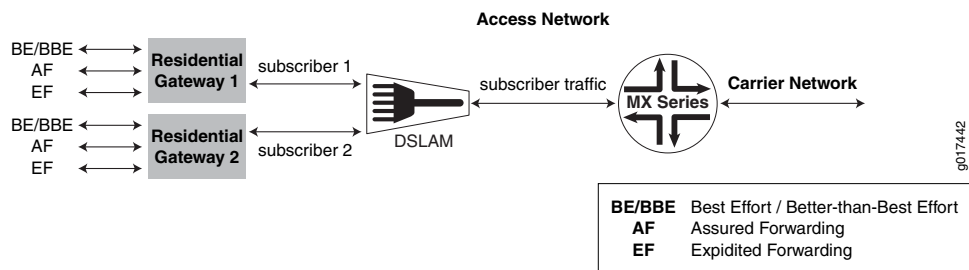 Access Network
BE/BBE
AF
EF
Residential
Gateway 1
subscriber 1
BE/BBE
AF
EF
Residential
Gateway 2
subscriber 2
DSLAM
subscriber traffic
MX Series
Carrier Network
g017442
BE/BBE Best Effort / Better-than-Best Effort
AF Assured Forwarding
EF Expidited Forwarding